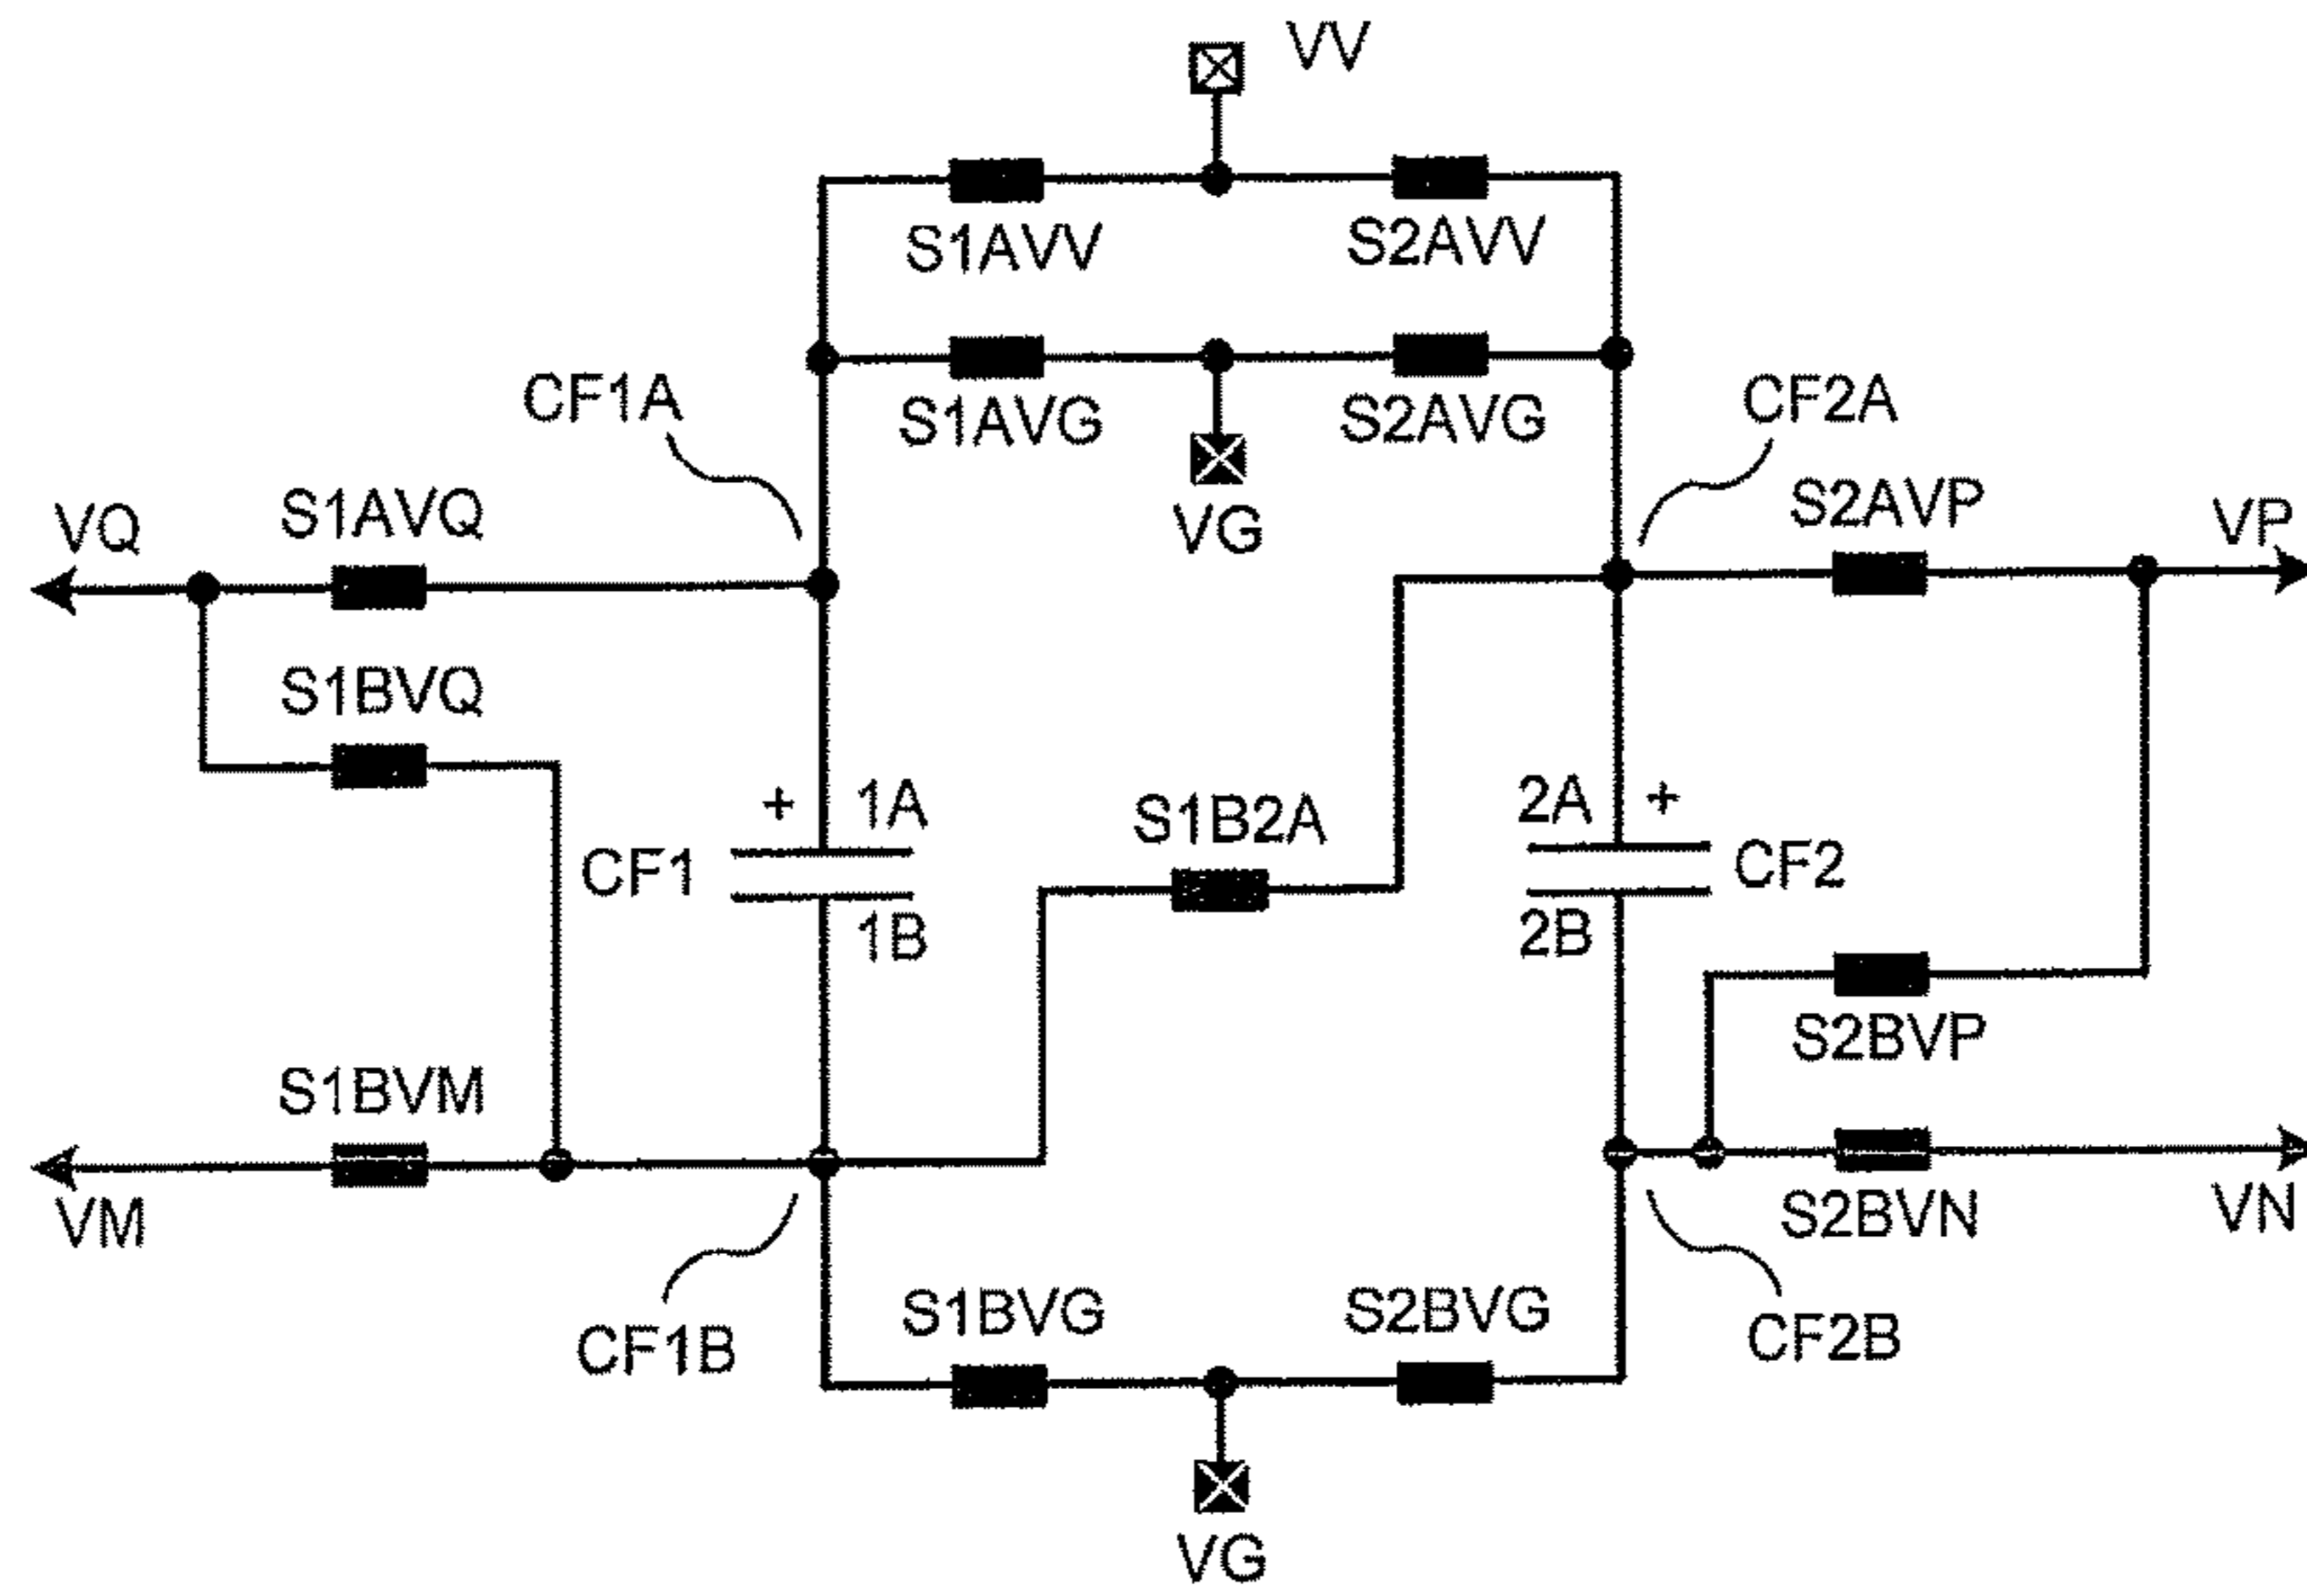 VV
S1AVV
S2AVV
CF1A
S1AVG
S2AVG
CF2A
VG
VQ
S1AVQ
S2AVP
VP
S1BVQ
+
1A
S1B2A
2A
+
CF1
CF2
1B
2B
S2BVP
S1BVM
VM
S2BVN
VN
CF1B
S1BVG
S2BVG
CF2B
VG